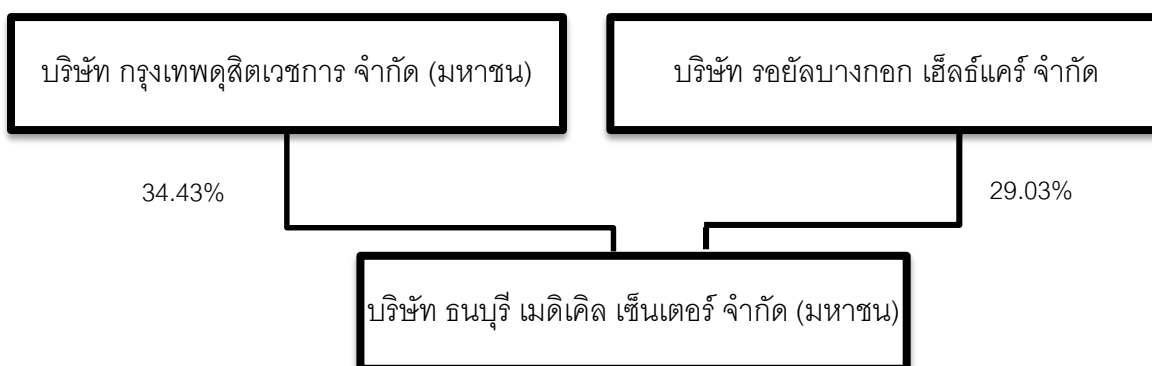 บริษัท กรุงเทพดุสิตเวชการ จำกัด (มหาชน)
บริษัท รอยัลบางกอก เฮ็ลธ์แคร์ จำกัด
34.43%
29.03%
บริษัท ธนบุรี เมดิเคิล เซ็นเตอร์ จำกัด (มหาชน)